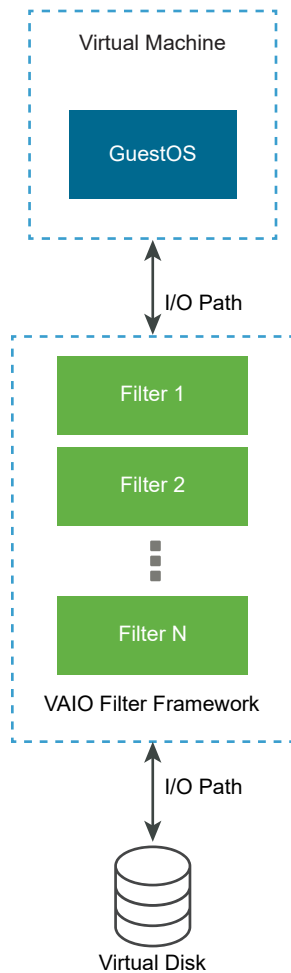 Virtual Machine
GuestOS
I/O Path
Filter 1
Filter 2
Filter N
VAIO Filter Framework
I/O Path
Virtual Disk